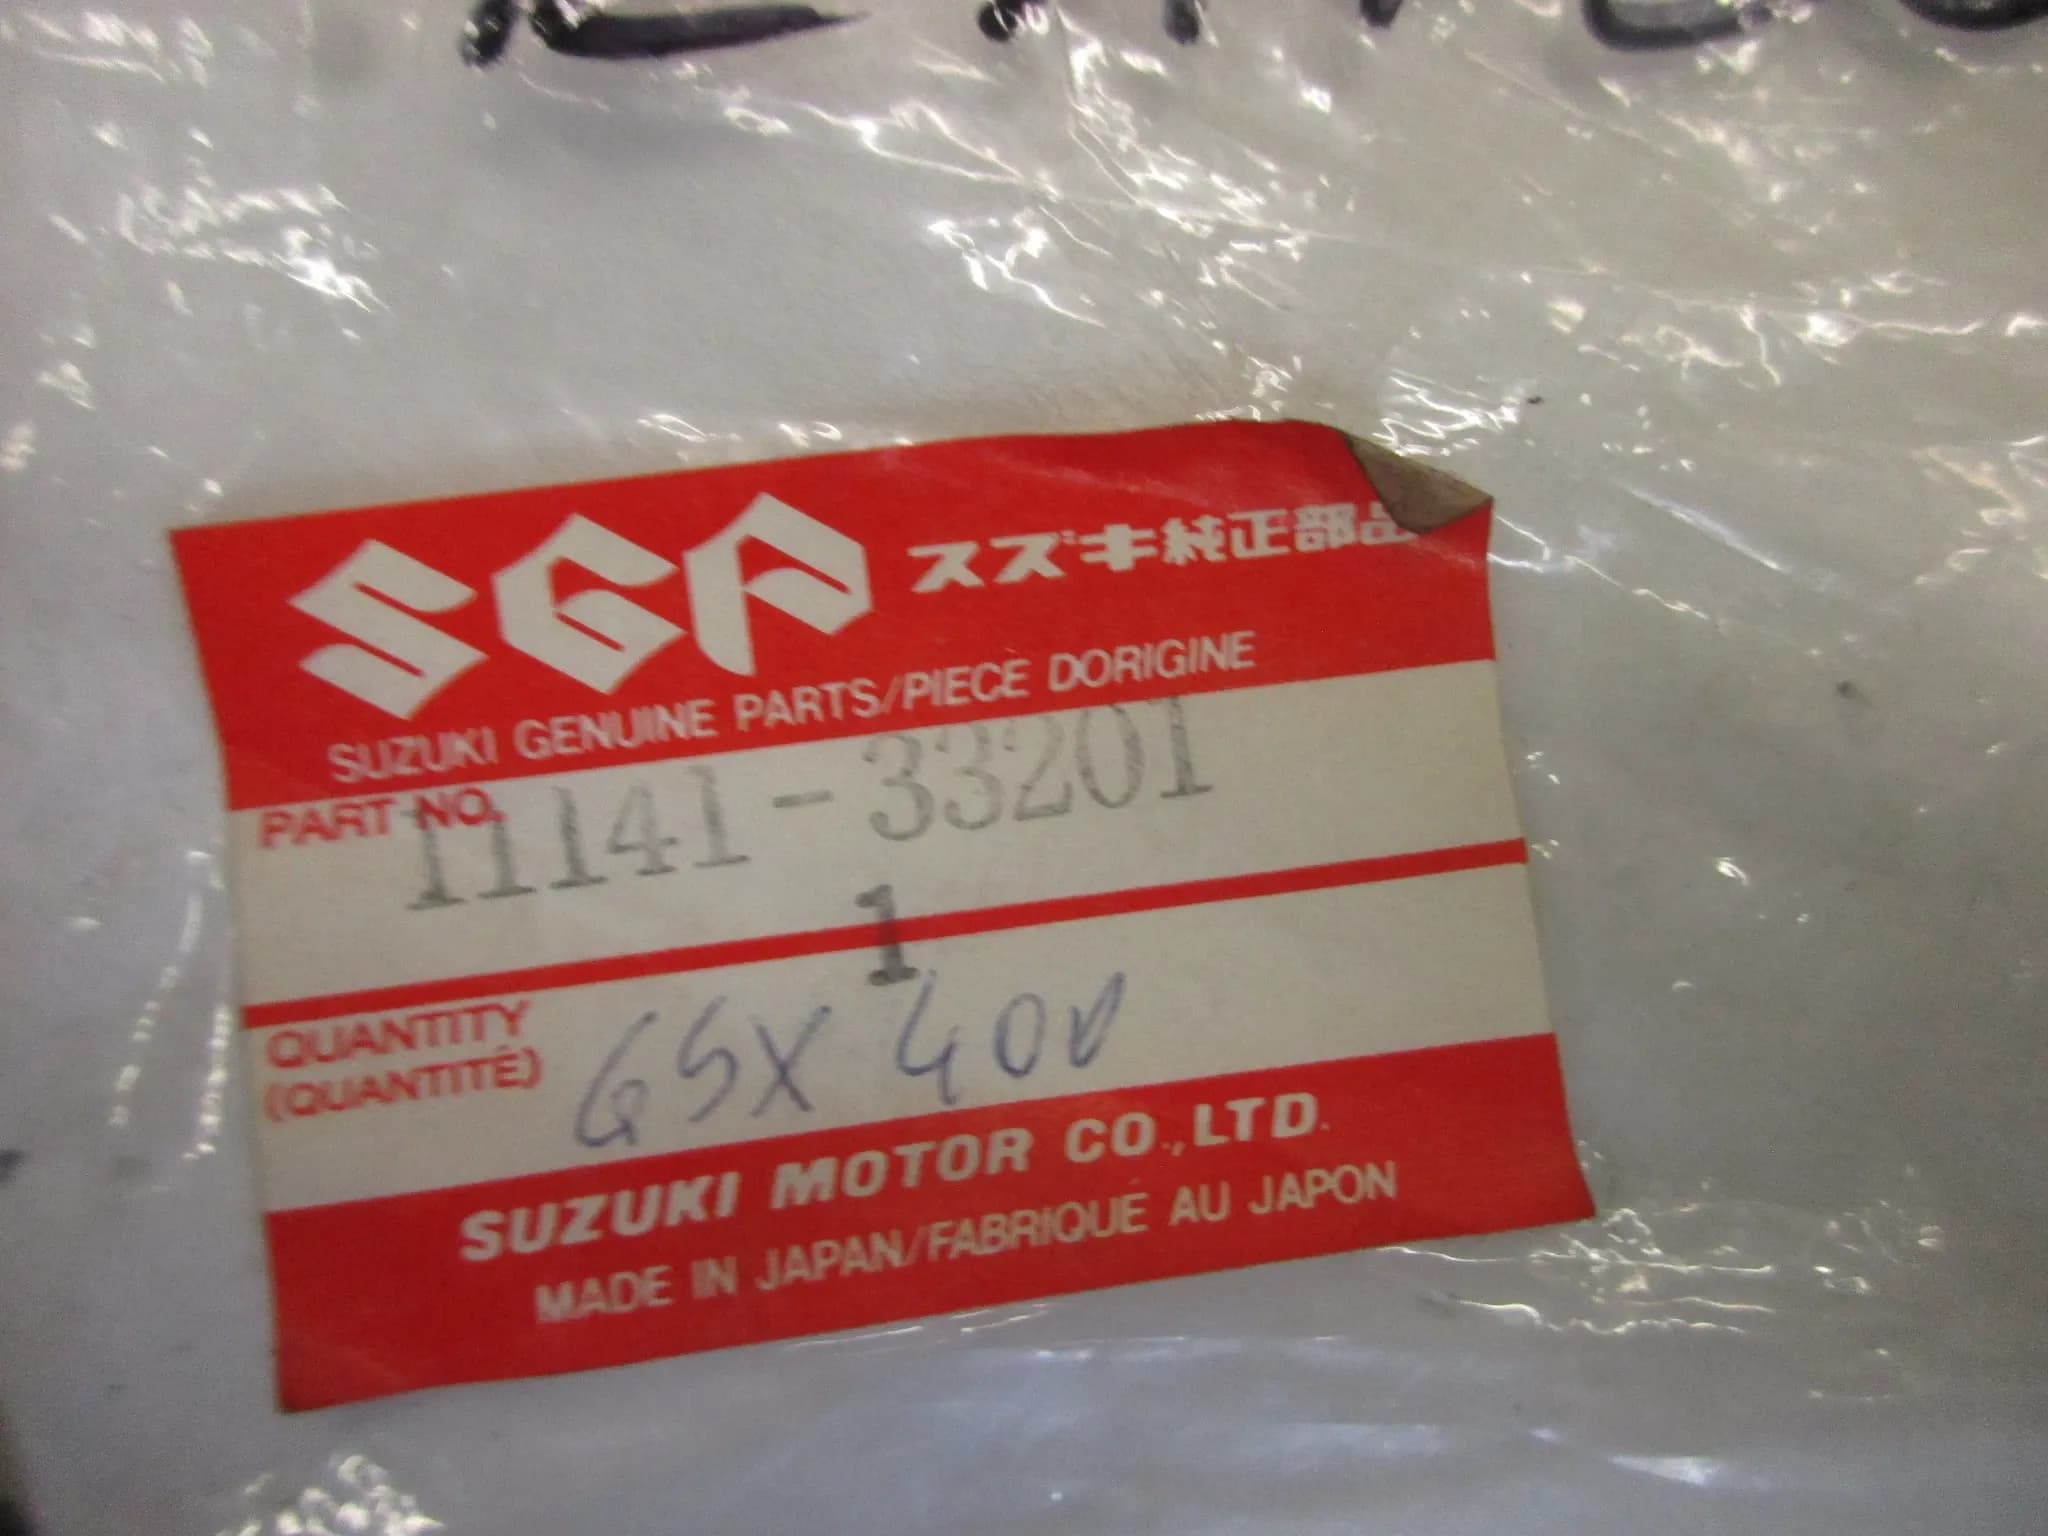 SGP スズキ純正部品
SUZUKI GENUINE PARTS/PIECE DORIGINE
PART NO.
11141-33201
1
QUANTITY
(QUANTITÉ)
GSX 400
SUZUKI MOTOR CO.,LTD.
MADE IN JAPAN/FABRIQUÉ AU JAPON